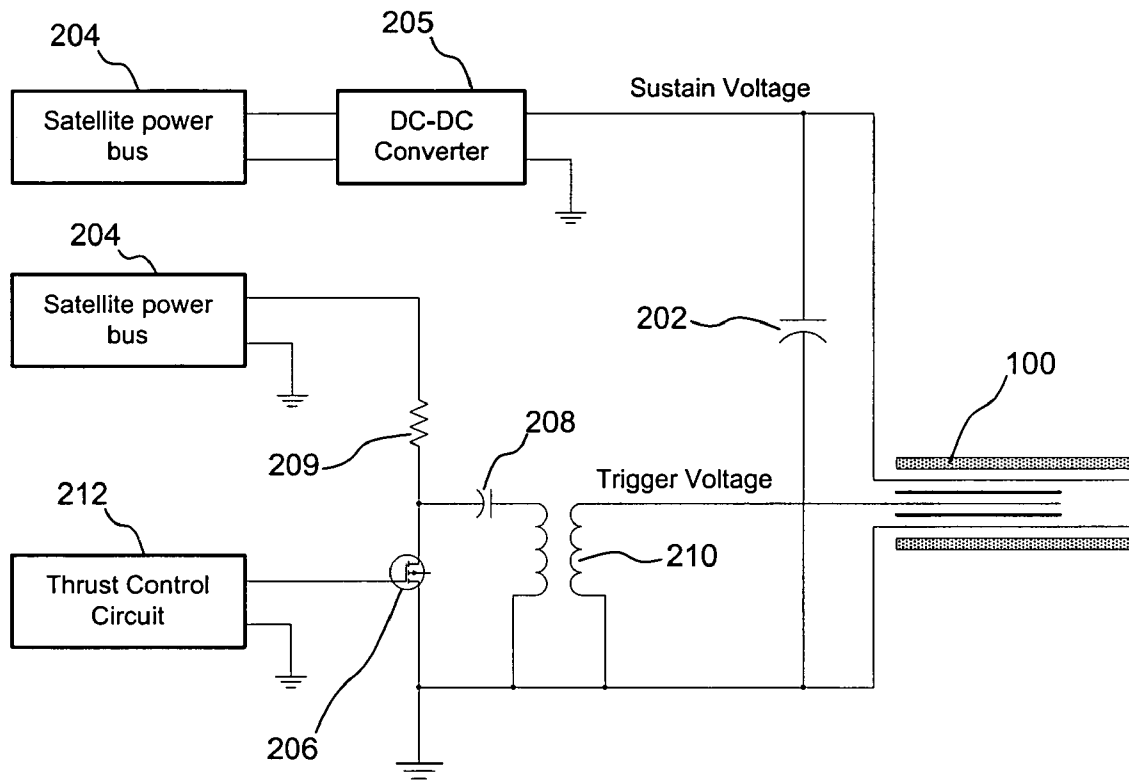 204
205
Satellite power
bus
DC-DC
Converter
Sustain Voltage
204
Satellite power
bus
202
100
208
209
Trigger Voltage
212
210
Thrust Control
Circuit
206